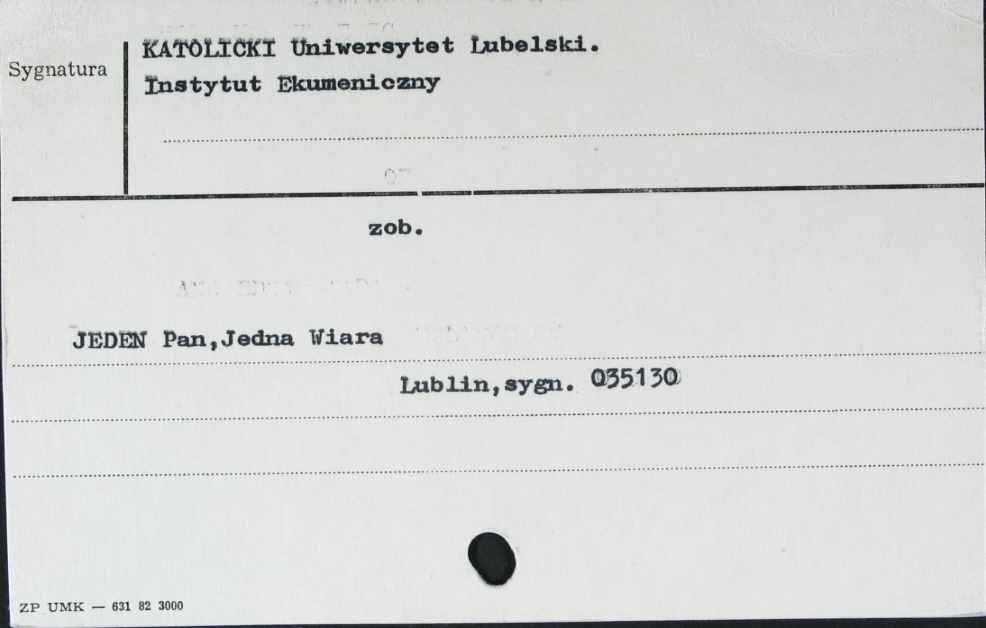 KATOLICKI Uniwersytet Lubelski.
Sygnatura
Instytut Ekumeniczny
zob.
JEDEN Pan,Jedna Wiara
Lublin,sygn. 035130
ZP UMK — 631 82 3000